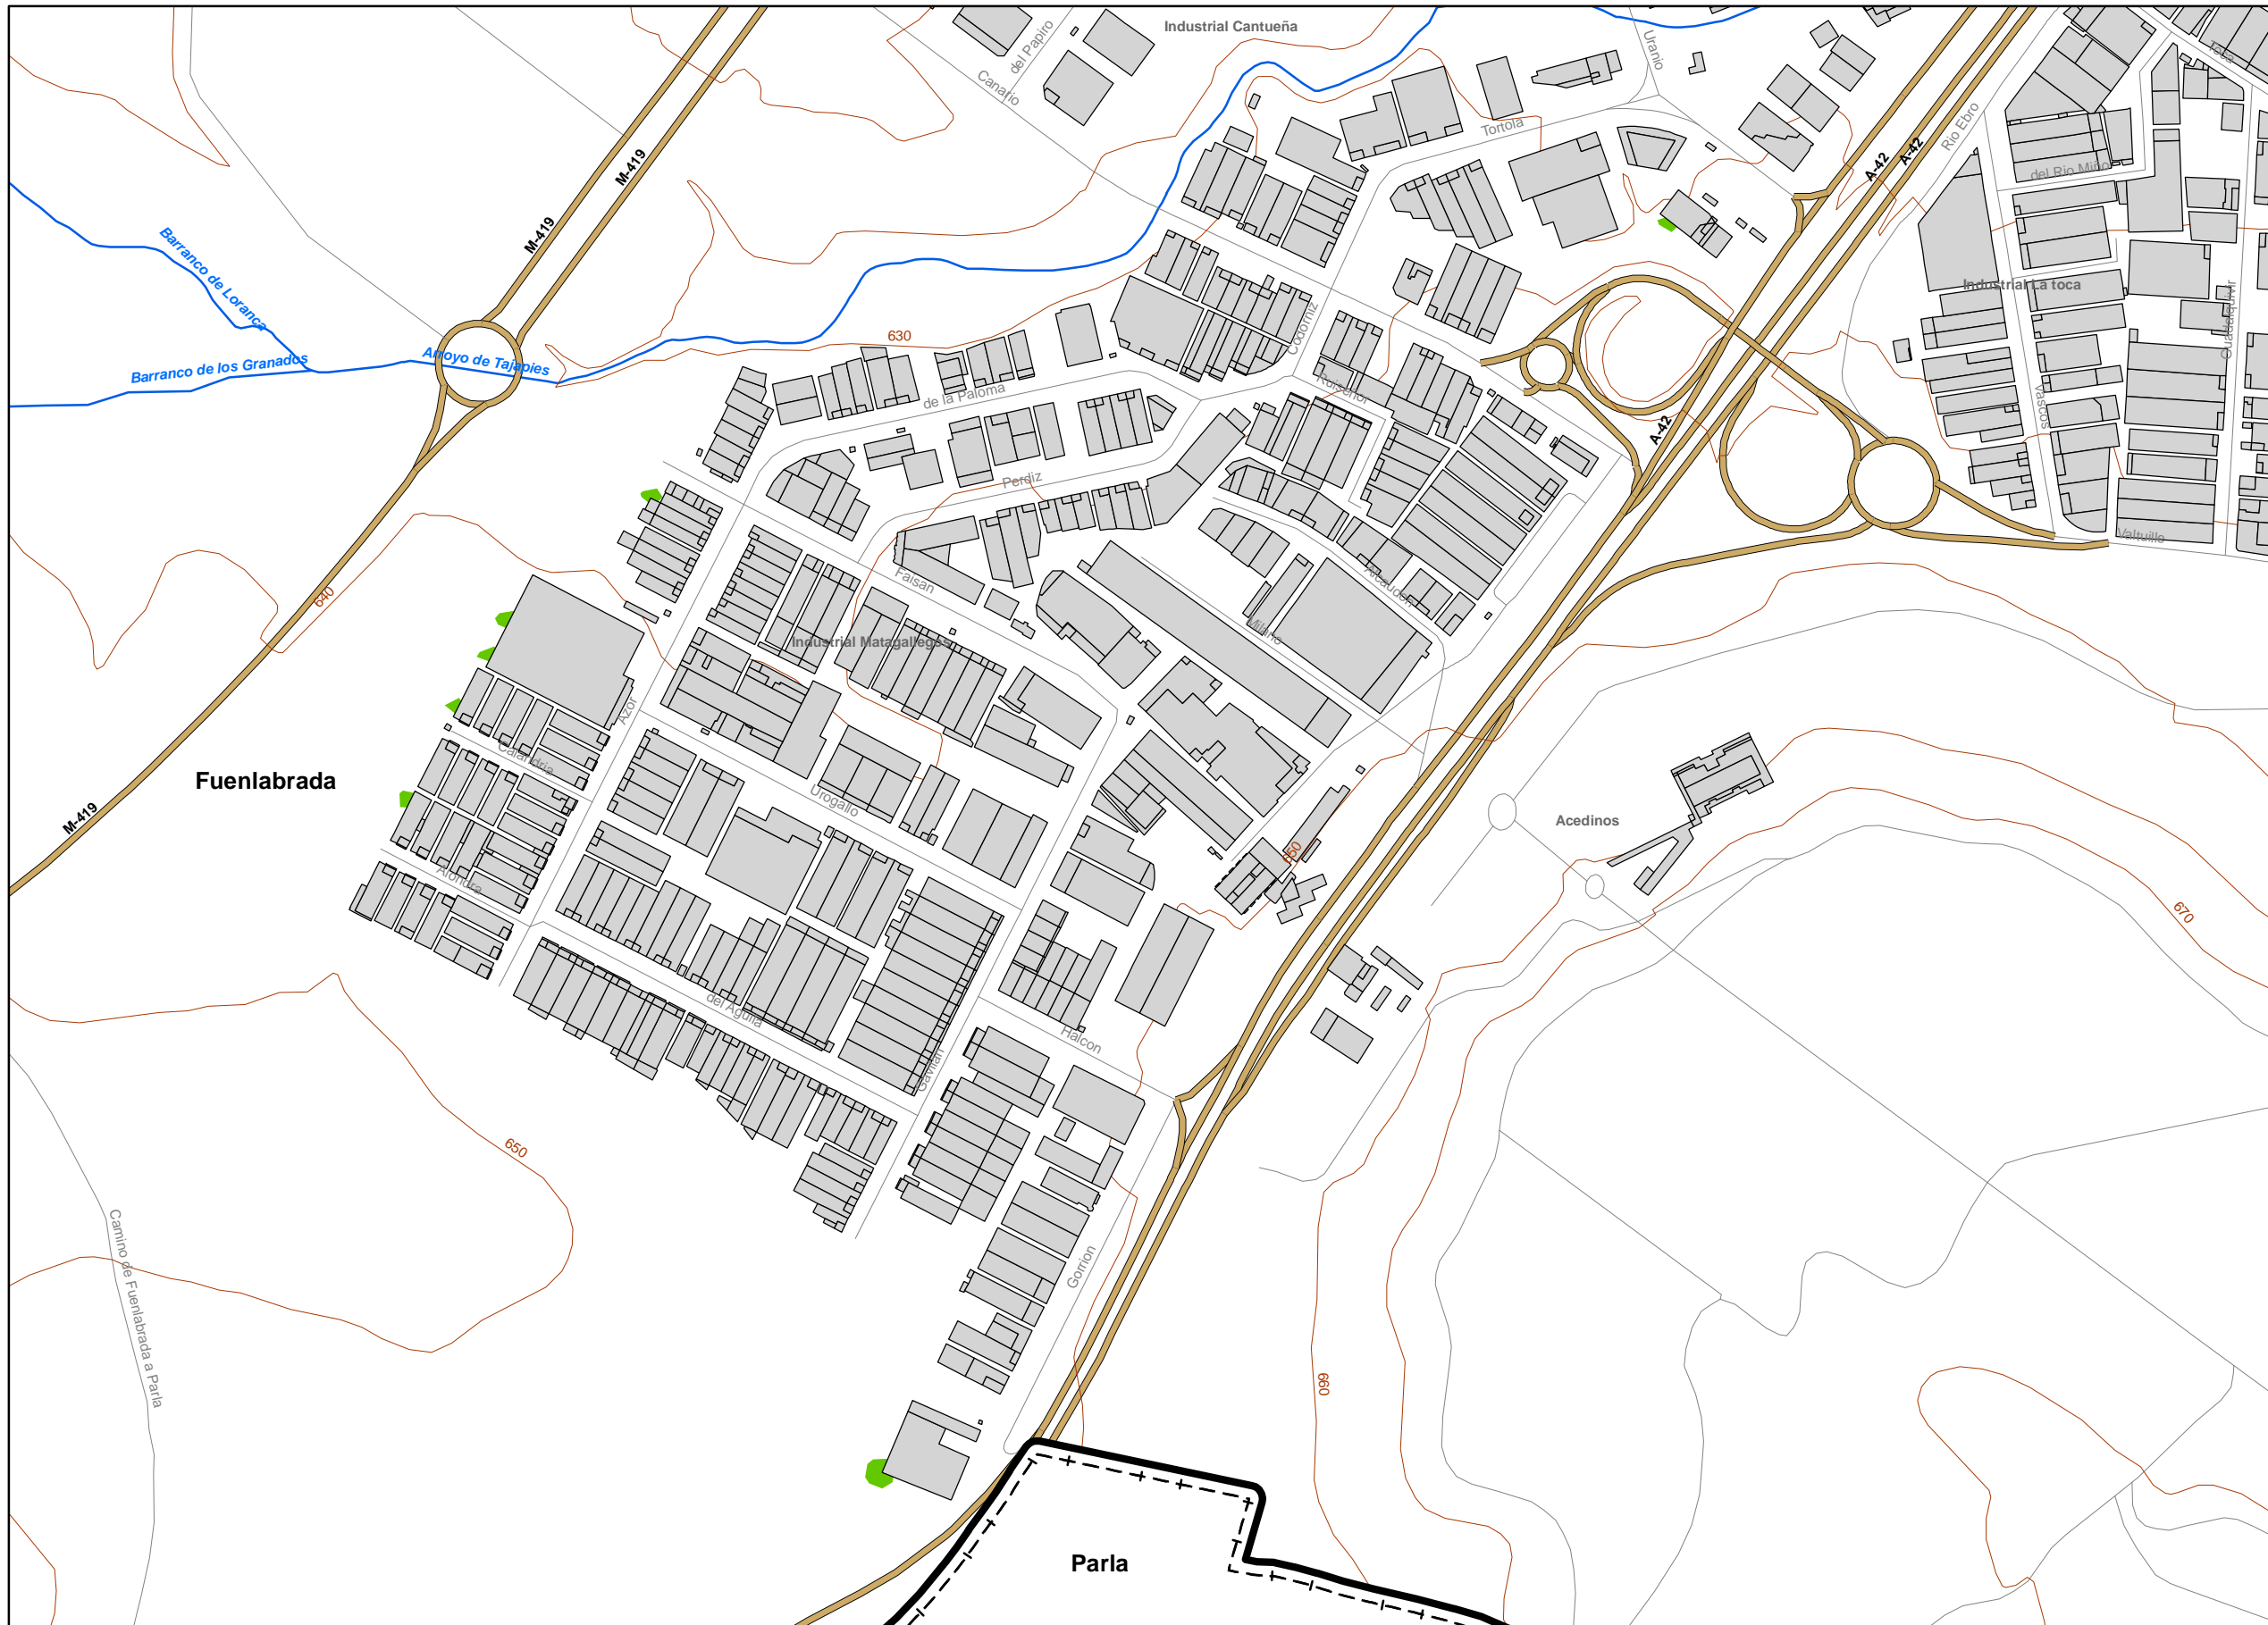 Industrial Cantueña
del Papiro
Canario
Uranio
Toca
Tortola
Rio Ebro
A-42
A-42
M-419
del Rio Miño
M-419
Barranco de Loranca
Industrial La toca
Guadalquivir
Codorniz
630
Arroyo de Tajapies
Barranco de los Granados
Ruiseñor
de la Paloma
Vascos
A-42
Perdiz
Valtuille
Faisan
Alcaudon
640
Milano
Industrial Matagallegos
Azor
Calandria
Fuenlabrada
Urogallo
M-419
Acedinos
650
Alondra
670
del Aguila
Halcon
Gavilan
650
Camino de Fuenlabrada a Parla
Gorrion
660
Parla